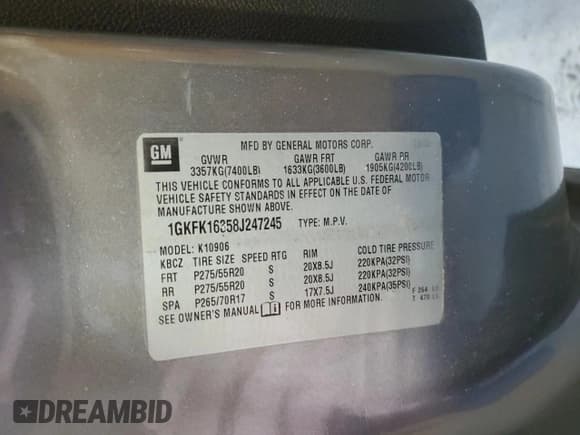 GM
MFD BY GENERAL MOTORS CORP.
GVWR GAWR FRT GAWR RR
3357KG(7400LB) 1633KG(3600LB) 1905KG(4200LB)
THIS VEHICLE CONFORMS TO ALL APPLICABLE U.S. FEDERAL MOTOR
VEHICLE SAFETY STANDARDS IN EFFECT ON THE DATE OF
MANUFACTURE SHOWN ABOVE.
1GKFK16358J247245 TYPE: M.P.V.
MODEL: K10906
KBCZ TIRE SIZE SPEED RTG RIM COLD TIRE PRESSURE
FRT P275/55R20 S 20X8.5J 220KPA(32PSI)
RR P275/55R20 S 20X8.5J 220KPA(32PSI)
SPA P265/70R17 S 17X7.5J 240KPA(35PSI)
SEE OWNER'S MANUAL FOR MORE INFORMATION.
F 264
T 470
DREAMBID